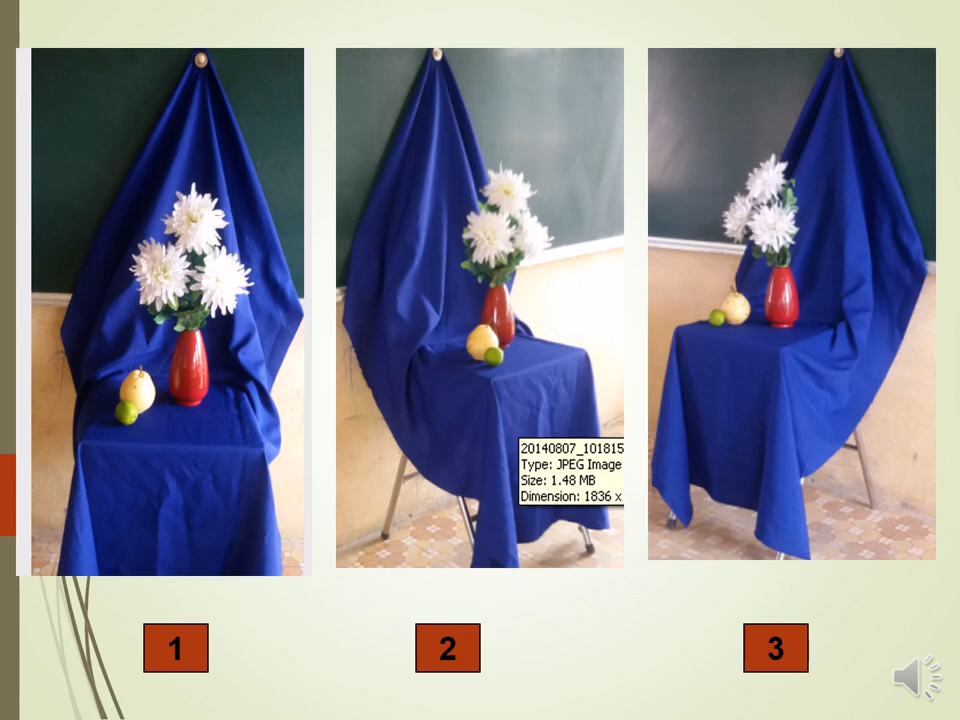 20140807_101815
Type: JPEG Image
Size: 1.48 MB
Dimension: 1836 x
1
2
3